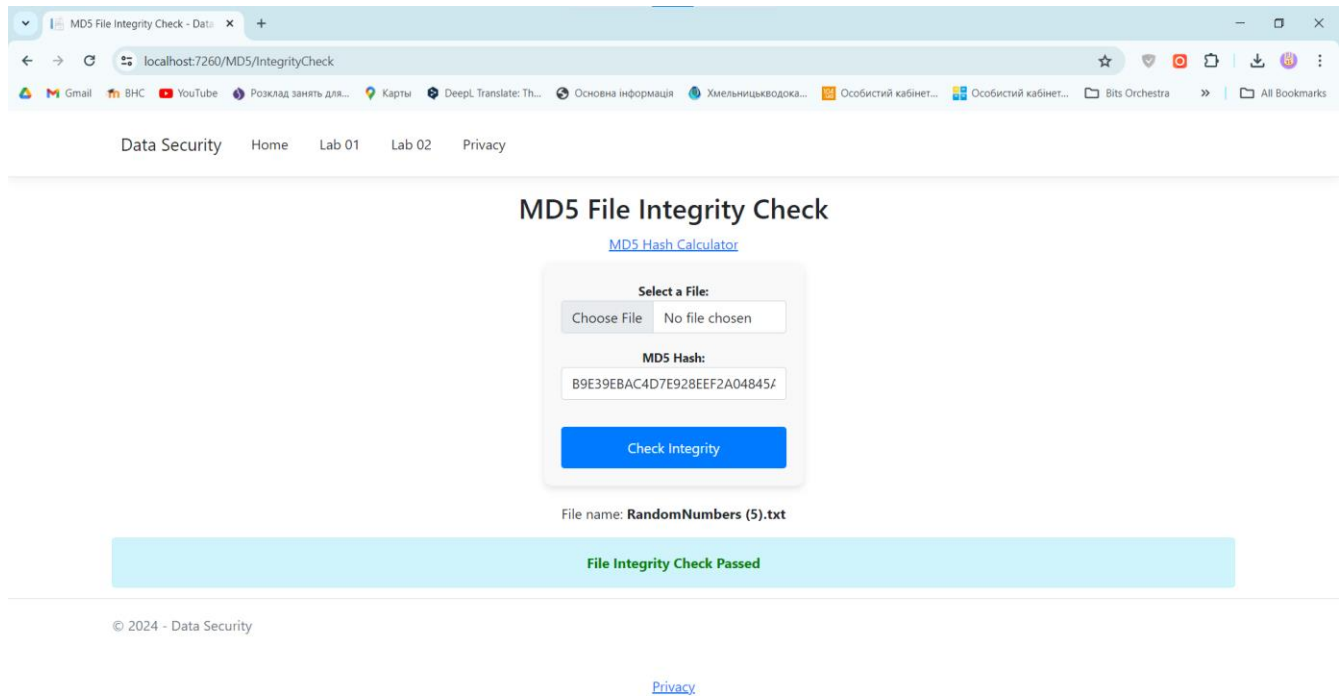 MD5 File Integrity Check - Data
localhost:7260/MD5/IntegrityCheck
Gmail BHC YouTube Розклад занять для... Карты DeepL Translate: Th... Основна інформація Хмельницькводока... Особистий кабінет... Особистий кабінет... Bits Orchestra » All Bookmarks
Data Security Home Lab 01 Lab 02 Privacy
MD5 File Integrity Check
MD5 Hash Calculator
Select a File:
Choose File No file chosen
MD5 Hash:
B9E39EBAC4D7E928EEF2A04845A
Check Integrity
File name: RandomNumbers (5).txt
File Integrity Check Passed
© 2024 - Data Security
Privacy